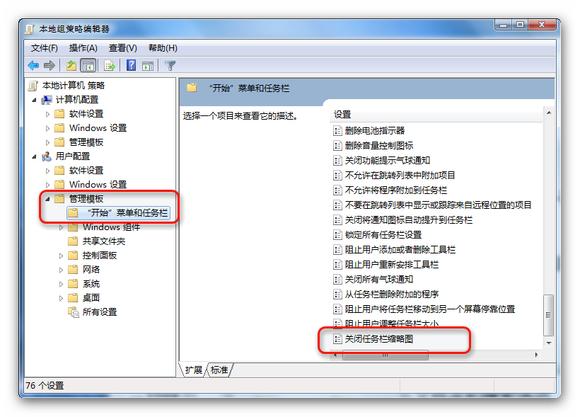 本地组策略编辑器
文件(F) 操作(A) 查看(V) 帮助(H)
本地计算机 策略
计算机配置
软件设置
Windows 设置
管理模板
用户配置
软件设置
Windows 设置
管理模板
“开始”菜单和任务栏
Windows 组件
共享文件夹
控制面板
网络
系统
桌面
所有设置
“开始”菜单和任务栏
选择一个项目来查看它的描述。
设置
删除电池指示器
删除音量控制图标
关闭功能提示气球通知
不允许在跳转列表中附加项目
不允许将程序附加到任务栏
不要在跳转列表中显示或跟踪来自远程位置的项目
关闭将通知图标自动提升到任务栏
锁定所有任务栏设置
阻止用户添加或者删除工具栏
阻止用户重新安排工具栏
关闭所有气球通知
从任务栏删除附加的程序
阻止用户将任务栏移动到另一个屏幕停靠位置
阻止用户调整任务栏大小
关闭任务栏缩略图
扩展 标准
76 个设置